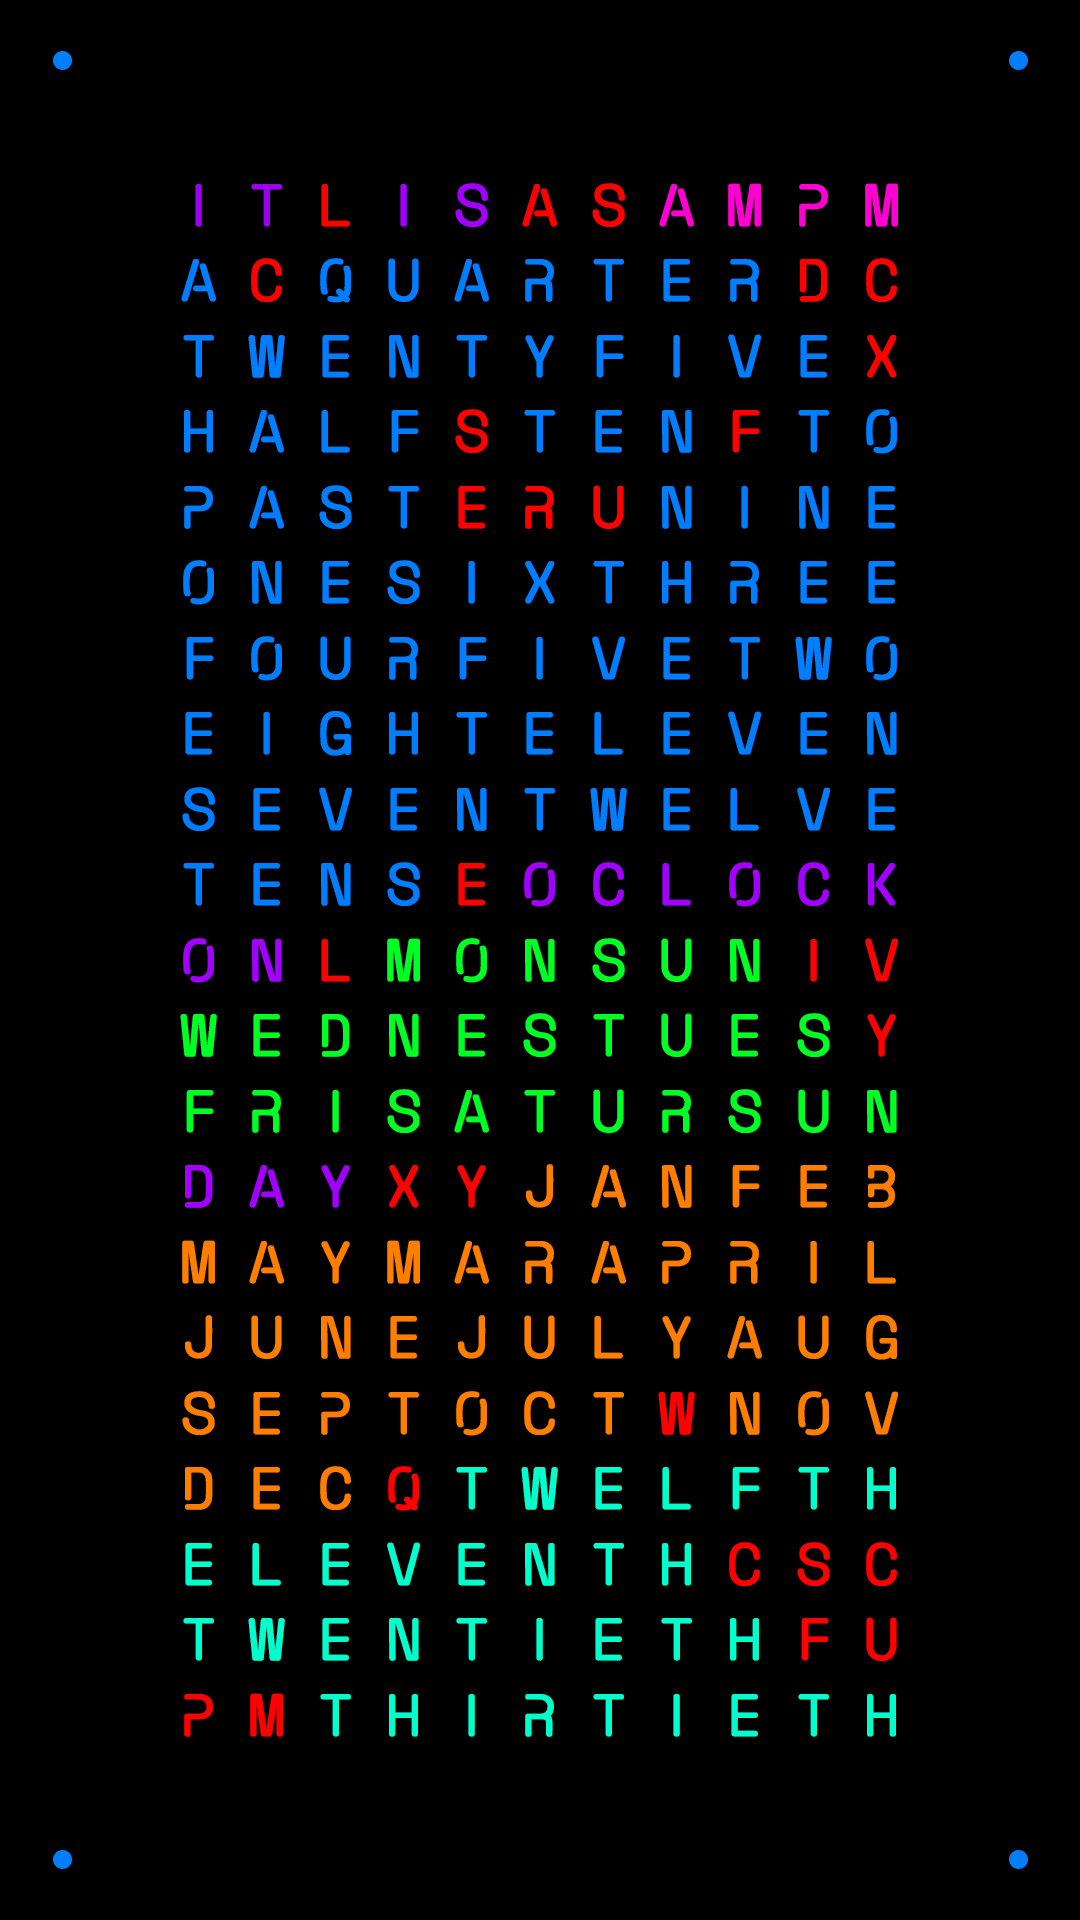 I T L I S A S A M P M
A C Q U A R T E R D C
T W E N T Y F I V E X
H A L F S T E N F T O
P A S T E R U N I N E
O N E S I X T H R E E
F O U R F I V E T W O
E I G H T E L E V E N
S E V E N T W E L V E
T E N S E O C L O C K
O N L M O N S U N I V
W E D N E S T U E S Y
F R I S A T U R S U N
D A Y X Y J A N F E B
M A Y M A R A P R I L
J U N E J U L Y A U G
S E P T O C T W N O V
D E C Q T W E L F T H
E L E V E N T H C S C
T W E N T I E T H F U
P M T H I R T I E T H